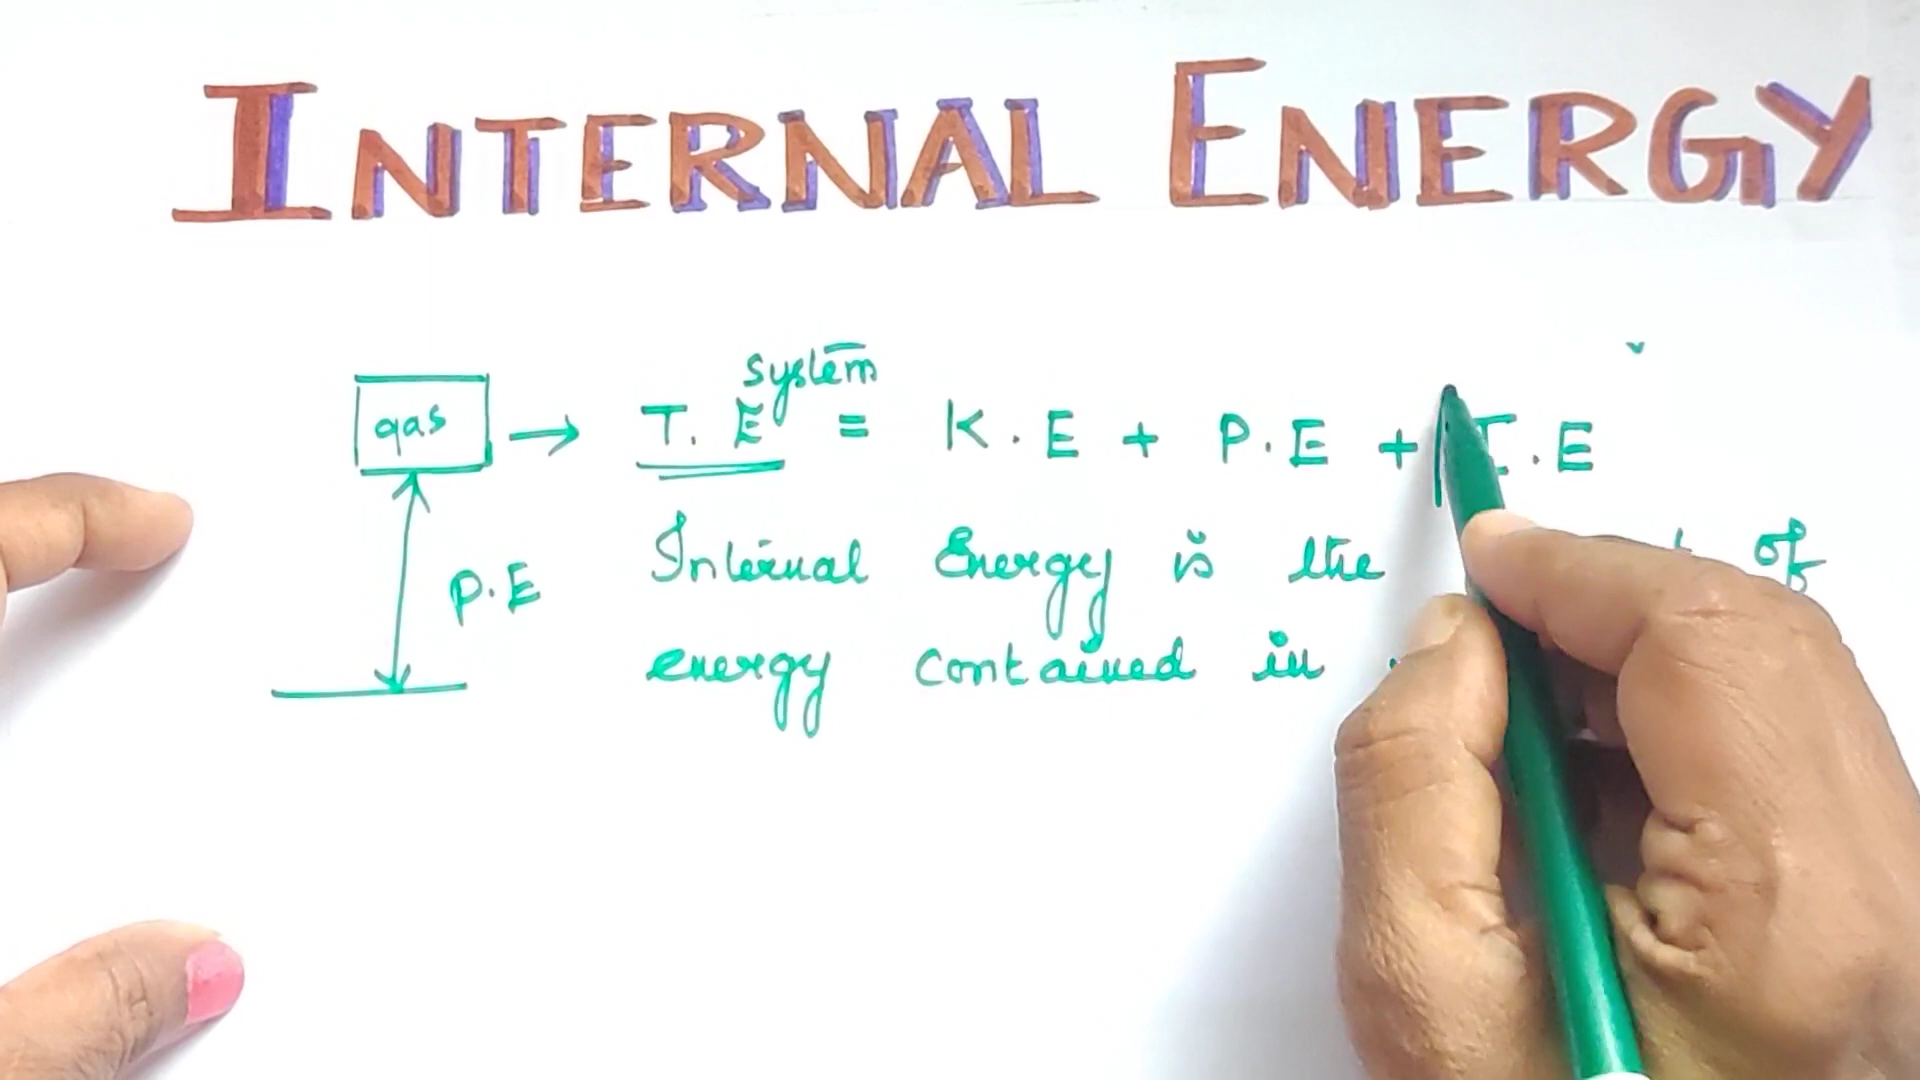 INTERNAL ENERGY
gas → T. E system = K.E + P.E + I.E
P.E
Internal Energy is the of
energy contained in